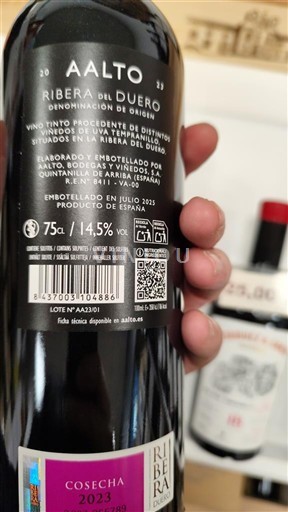 20 AALTO 23
RIBERA DEL DUERO
DENOMINACIÓN DE ORIGEN
VINO TINTO PROCEDENTE DE DISTINTOS
VIÑEDOS DE UVA TEMPRANILLO,
SITUADOS EN LA RIBERA DEL DUERO.
ELABORADO Y EMBOTELLADO POR
AALTO, BODEGAS Y VIÑEDOS, S.A.
QUINTANILLA DE ARRIBA (ESPAÑA)
R.E.Nº 8411 - VA-00
EMBOTELLADO EN JULIO 2025
PRODUCTO DE ESPAÑA
75CL / 14,5% VOL
8 437003 104886
LOTE Nº AA23/01
Ficha técnica disponible en aalto.es
COSECHA
2023
RIBERA
DUERO